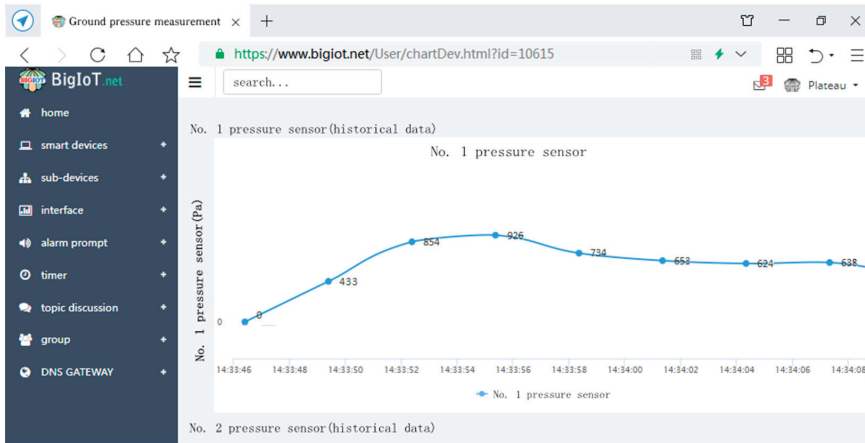 Ground pressure measurement × +
https://www.bigiot.net/User/chartDev.html?id=10615
BIGIOT BigIoT.net
search...
3 Plateau
home
smart devices +
sub-devices +
interface +
alarm prompt +
timer +
topic discussion +
group +
DNS GATEWAY +
No. 1 pressure sensor(historical data)
No. 1 pressure sensor
No. 1 pressure sensor(Pa)
0
0 433 854 926 734 653 624 638
14:33:46 14:33:48 14:33:50 14:33:52 14:33:54 14:33:56 14:33:58 14:34:00 14:34:02 14:34:04 14:34:06 14:34:08
No. 1 pressure sensor
No. 2 pressure sensor(historical data)